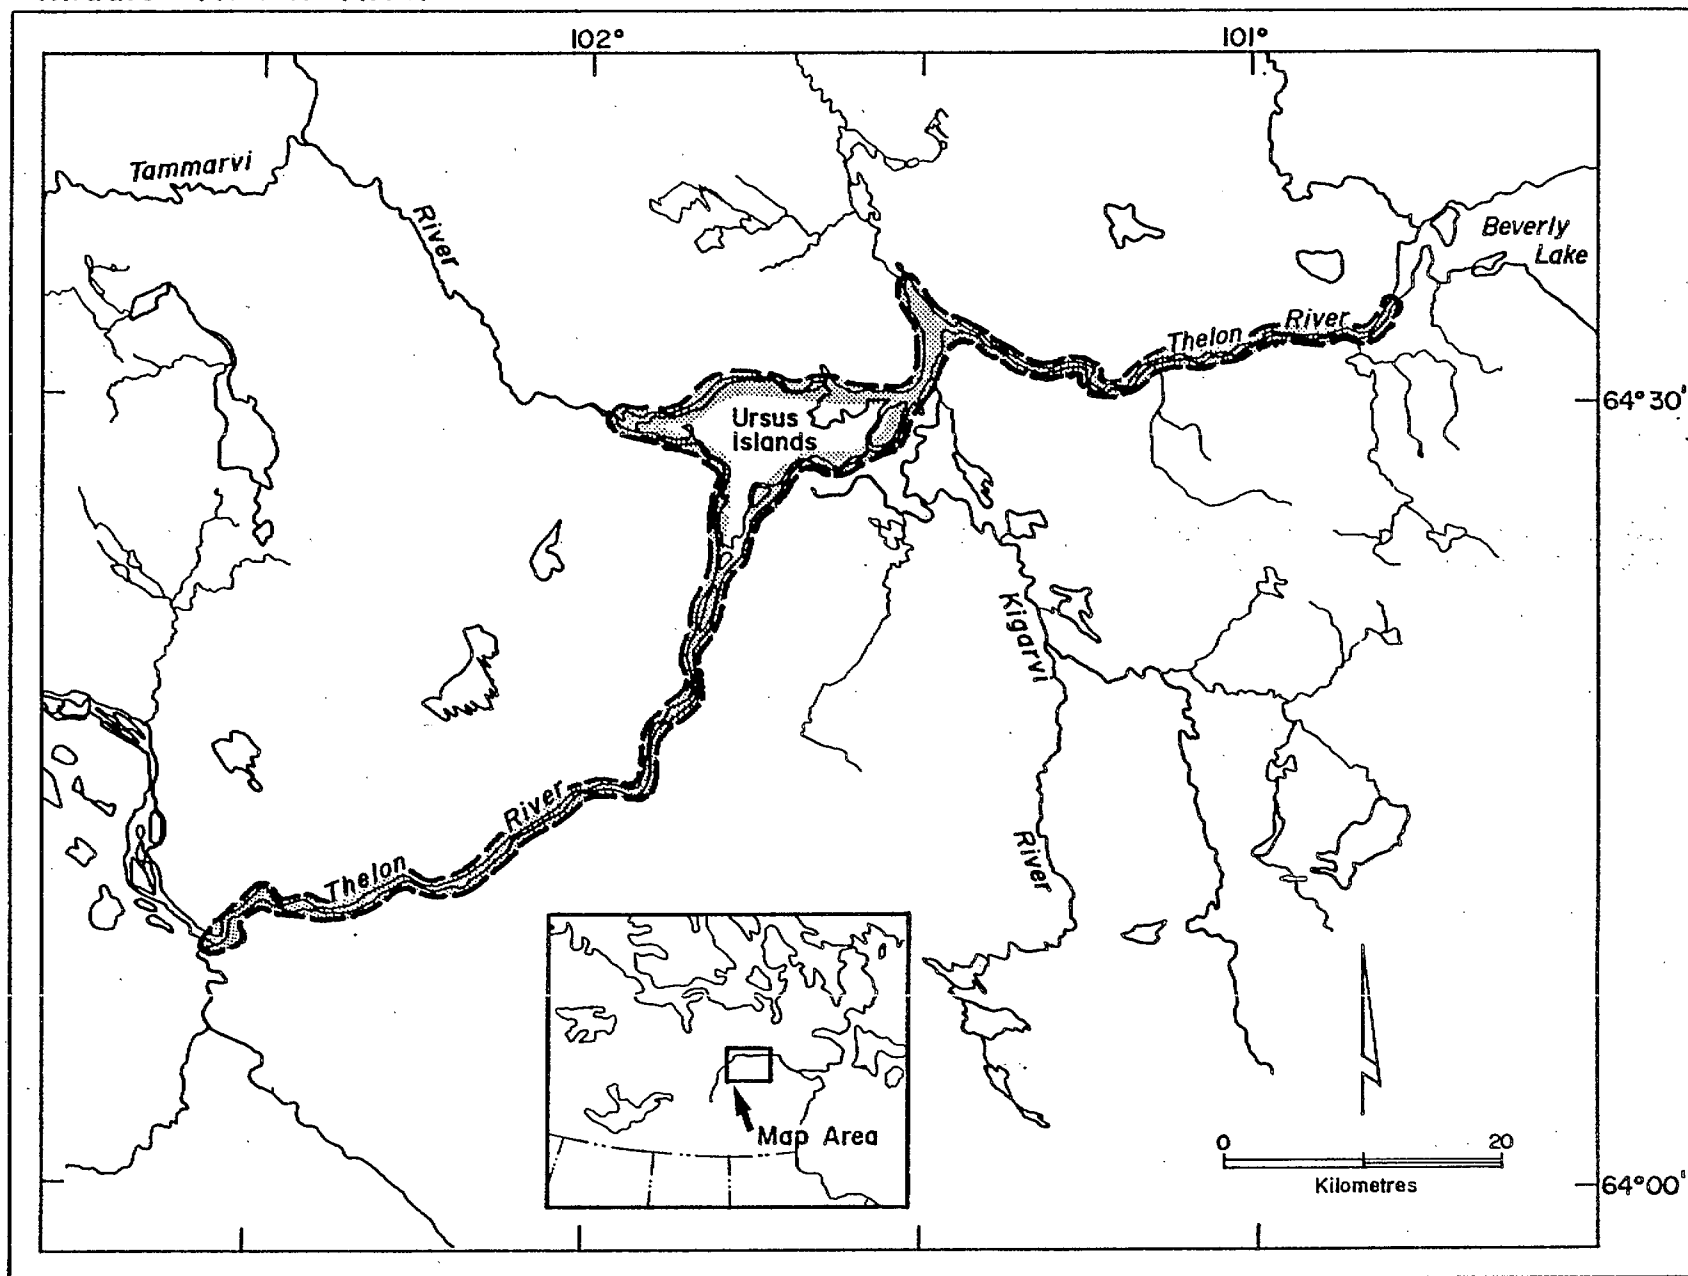 102°
101°
Tammarvi
River
Beverly
Lake
Thelon River
64°30'
Ursus
islands
Kigarvi
River
Thelon River
Map Area
0 20
Kilometres
64°00'